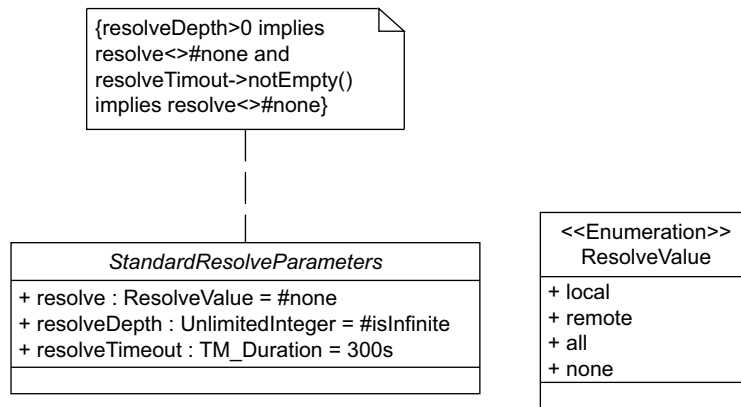 {resolveDepth>0 implies
resolve<>#none and
resolveTimout->notEmpty()
implies resolve<>#none}
StandardResolveParameters
+ resolve : ResolveValue = #none
+ resolveDepth : UnlimitedInteger = #isInfinite
+ resolveTimeout : TM_Duration = 300s
<<Enumeration>>
ResolveValue
+ local
+ remote
+ all
+ none